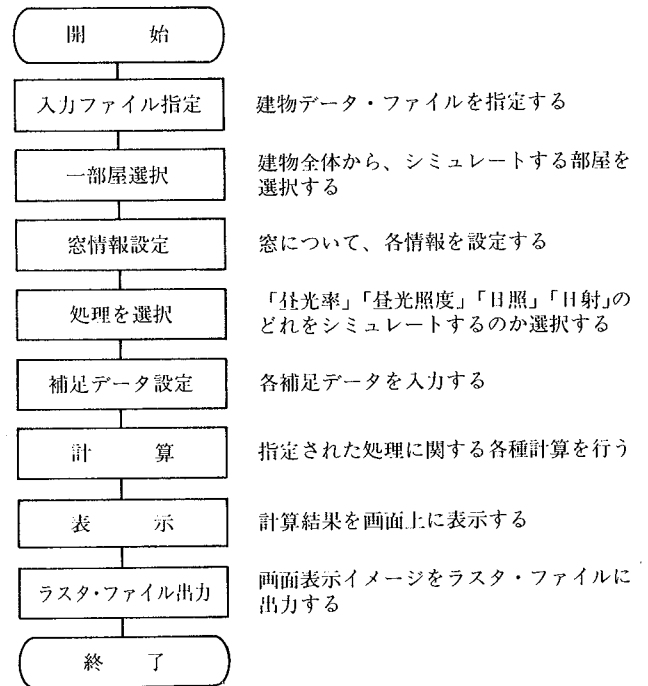 開　始
入力ファイル指定　建物データ・ファイルを指定する
一部屋選択　建物全体から、シミュレートする部屋を
選択する
窓情報設定　窓について、各情報を設定する
処理を選択　「昼光率」「昼光照度」「日照」「日射」の
どれをシミュレートするのか選択する
補足データ設定　各補足データを入力する
計　算　指定された処理に関する各種計算を行う
表　示　計算結果を画面上に表示する
ラスタ・ファイル出力　画面表示イメージをラスタ・ファイルに
出力する
終　了